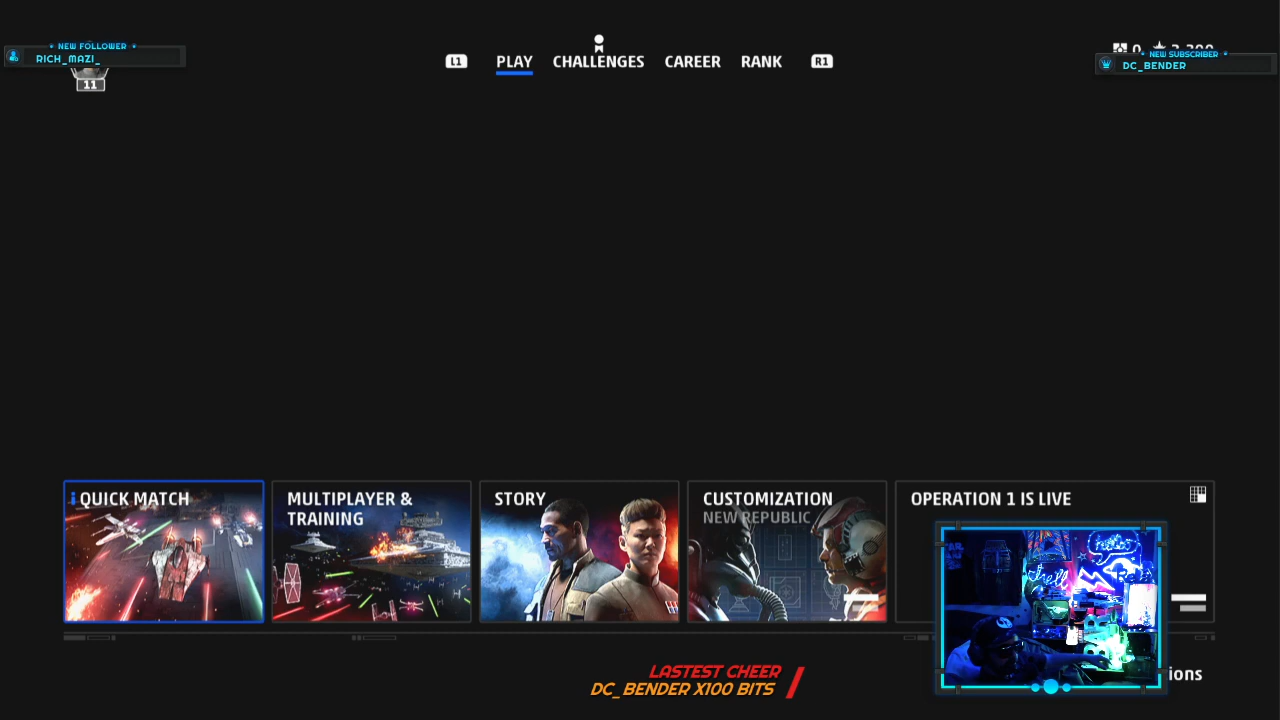 NEW FOLLOWER
RICH_MAZI_
11
L1 PLAY CHALLENGES CAREER RANK R1
NEW SUBSCRIBER
DC_BENDER
QUICK MATCH
MULTIPLAYER &
TRAINING
STORY
CUSTOMIZATION
NEW REPUBLIC
OPERATION 1 IS LIVE
LASTEST CHEER
DC_BENDER X100 BITS
ions